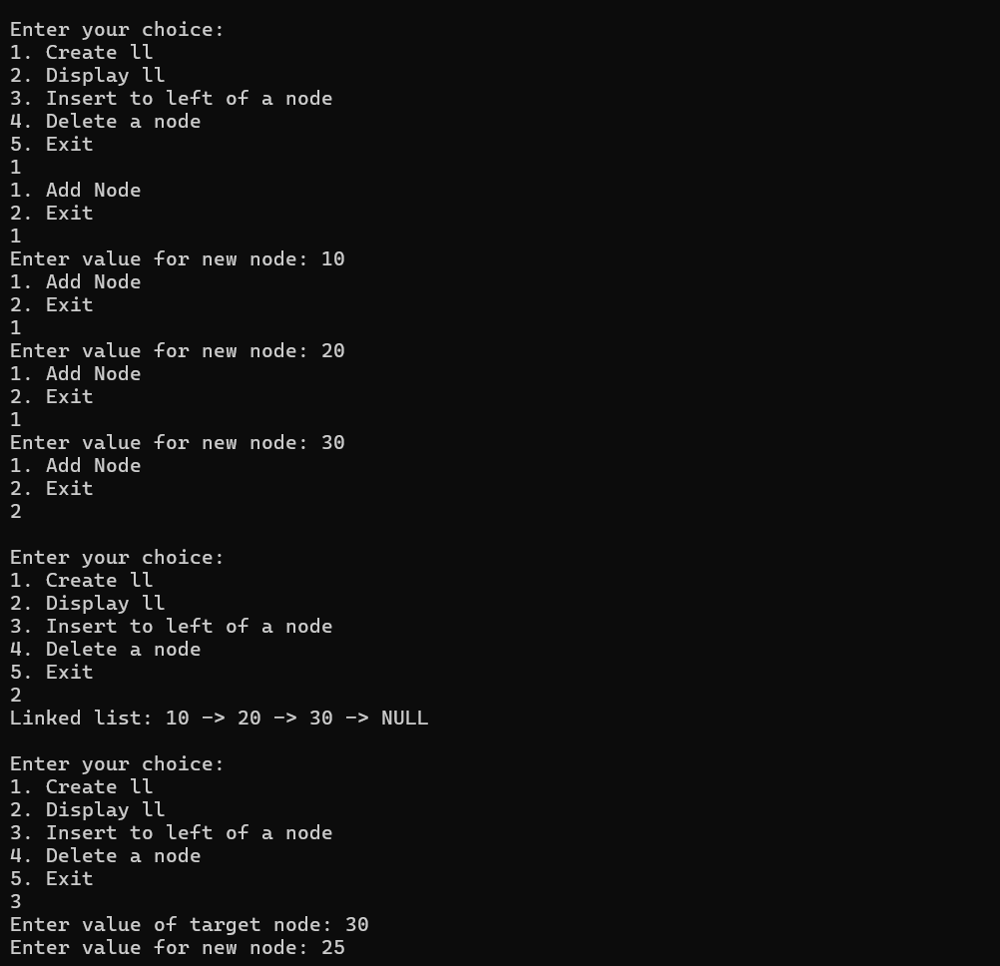 Enter your choice:
1. Create ll
2. Display ll
3. Insert to left of a node
4. Delete a node
5. Exit
1
1. Add Node
2. Exit
1
Enter value for new node: 10
1. Add Node
2. Exit
1
Enter value for new node: 20
1. Add Node
2. Exit
1
Enter value for new node: 30
1. Add Node
2. Exit
2

Enter your choice:
1. Create ll
2. Display ll
3. Insert to left of a node
4. Delete a node
5. Exit
2
Linked list: 10 -> 20 -> 30 -> NULL

Enter your choice:
1. Create ll
2. Display ll
3. Insert to left of a node
4. Delete a node
5. Exit
3
Enter value of target node: 30
Enter value for new node: 25